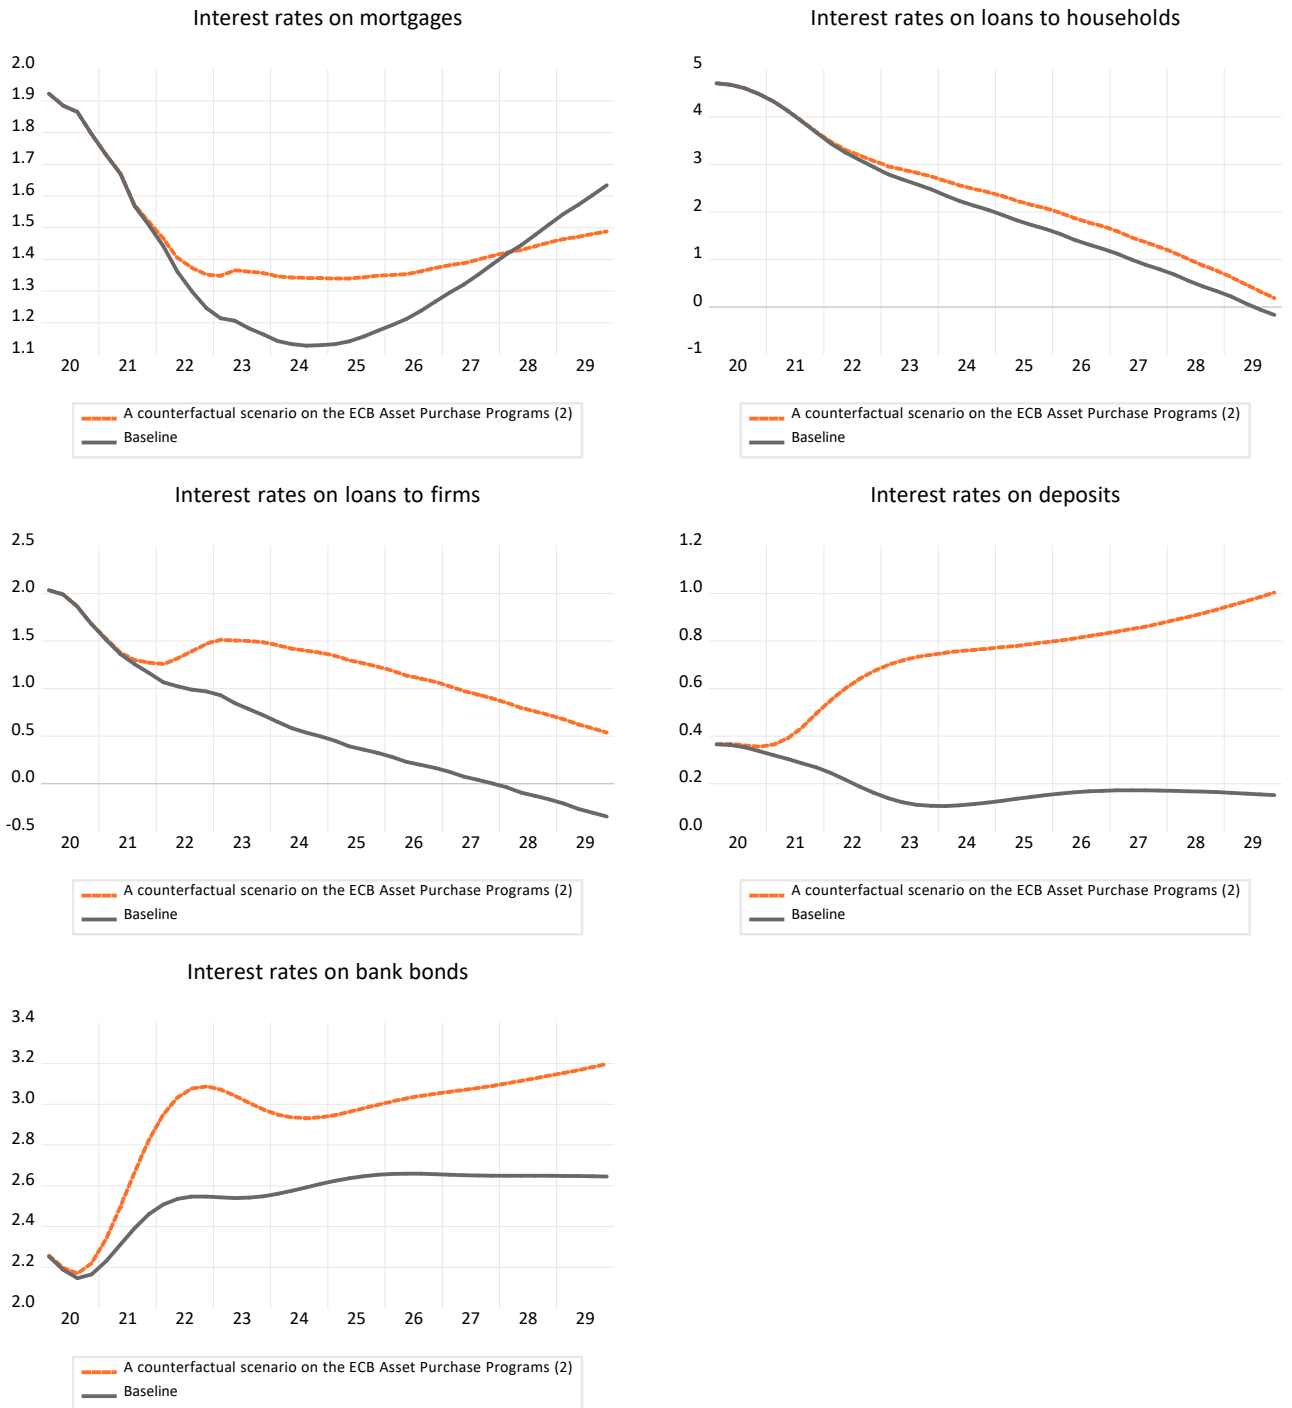 Interest rates on mortgages
2.0
1.9
1.8
1.7
1.6
1.5
1.4
1.3
1.2
1.1
20 21 22 23 24 25 26 27 28 29
A counterfactual scenario on the ECB Asset Purchase Programs (2)
Baseline
Interest rates on loans to households
5
4
3
2
1
0
-1
20 21 22 23 24 25 26 27 28 29
A counterfactual scenario on the ECB Asset Purchase Programs (2)
Baseline
Interest rates on loans to firms
2.5
2.0
1.5
1.0
0.5
0.0
-0.5
20 21 22 23 24 25 26 27 28 29
A counterfactual scenario on the ECB Asset Purchase Programs (2)
Baseline
Interest rates on deposits
1.2
1.0
0.8
0.6
0.4
0.2
0.0
20 21 22 23 24 25 26 27 28 29
A counterfactual scenario on the ECB Asset Purchase Programs (2)
Baseline
Interest rates on bank bonds
3.4
3.2
3.0
2.8
2.6
2.4
2.2
2.0
20 21 22 23 24 25 26 27 28 29
A counterfactual scenario on the ECB Asset Purchase Programs (2)
Baseline